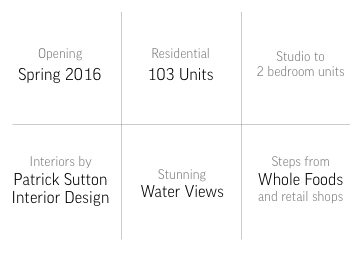 Opening
Spring 2016
Residential
103 Units
Studio to
2 bedroom units
Interiors by
Patrick Sutton
Interior Design
Stunning
Water Views
Steps from
Whole Foods
and retail shops